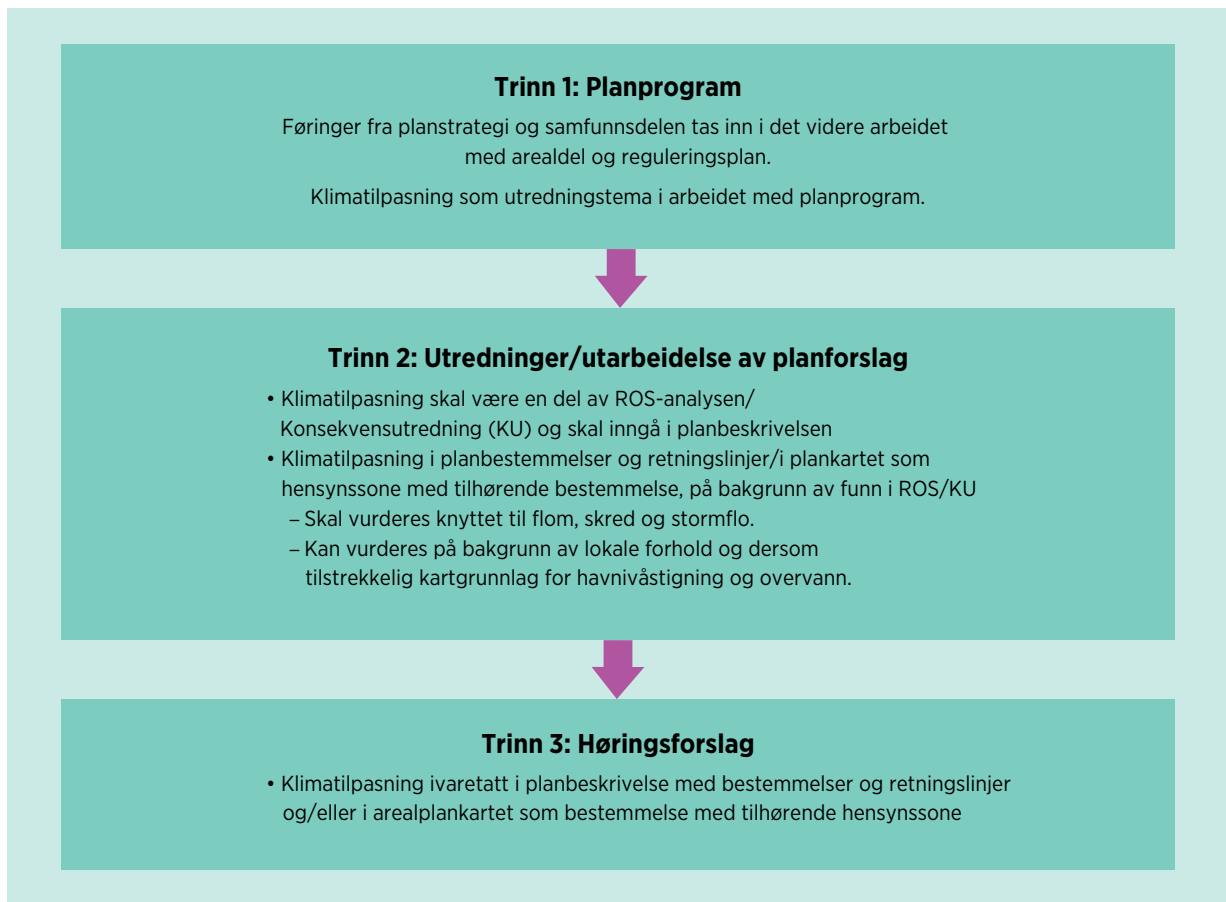 Trinn 1: Planprogram
Føringer fra planstrategi og samfunnsdelen tas inn i det videre arbeidet
med arealdel og reguleringsplan.
Klimatilpasning som utredningstema i arbeidet med planprogram.
Trinn 2: Utredninger/utarbeidelse av planforslag
• Klimatilpasning skal være en del av ROS-analysen/
Konsekvensutredning (KU) og skal inngå i planbeskrivelsen
• Klimatilpasning i planbestemmelser og retningslinjer/i plankartet som
hensynssone med tilhørende bestemmelse, på bakgrunn av funn i ROS/KU
– Skal vurderes knyttet til flom, skred og stormflo.
– Kan vurderes på bakgrunn av lokale forhold og dersom
tilstrekkelig kartgrunnlag for havnivåstigning og overvann.
Trinn 3: Høringsforslag
• Klimatilpasning ivaretatt i planbeskrivelse med bestemmelser og retningslinjer
og/eller i arealplankartet som bestemmelse med tilhørende hensynssone